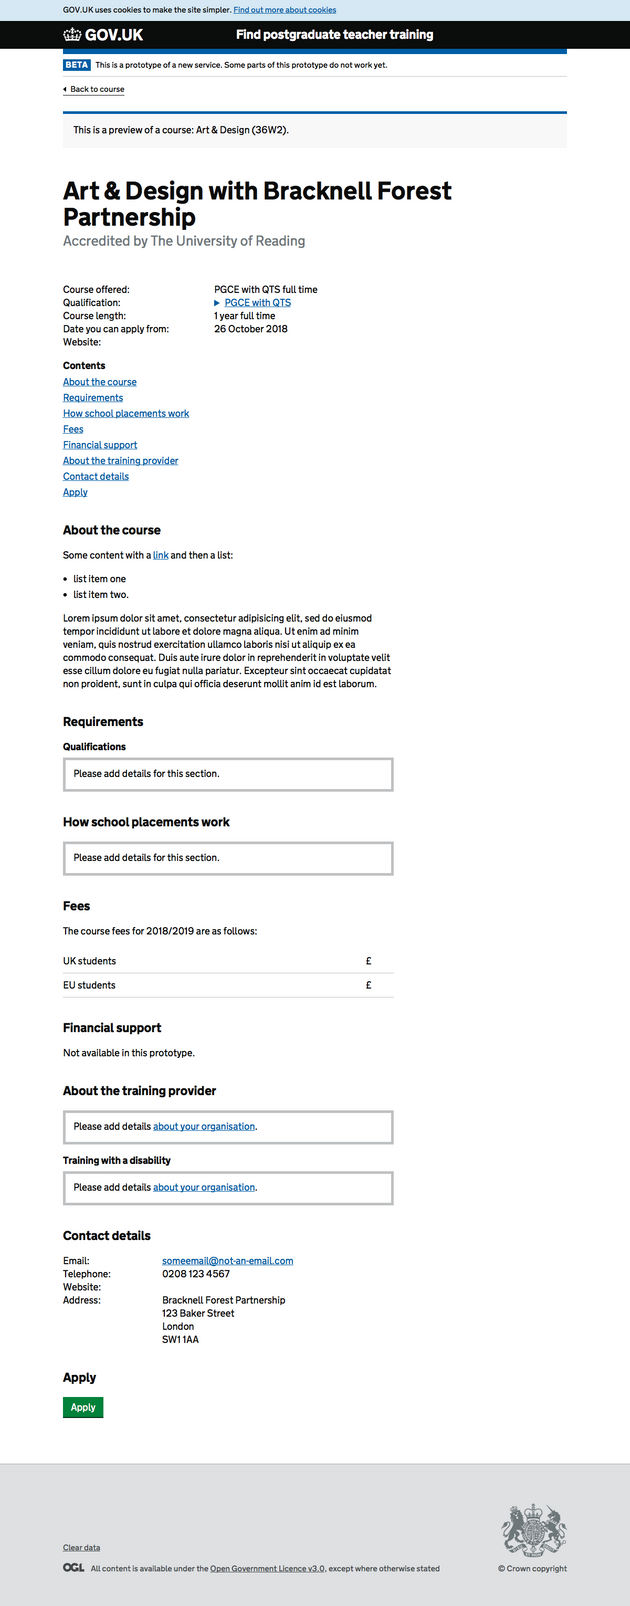 GOV.UK uses cookies to make the site simpler. Find out more about cookies
GOV.UK
Find postgraduate teacher training
BETA This is a prototype of a new service. Some parts of this prototype do not work yet.
Back to course
This is a preview of a course: Art & Design (36W2).
Art & Design with Bracknell Forest
Partnership
Accredited by The University of Reading
Course offered: PGCE with QTS full time
Qualification: PGCE with QTS
Course length: 1 year full time
Date you can apply from: 26 October 2018
Website:
Contents
About the course
Requirements
How school placements work
Fees
Financial support
About the training provider
Contact details
Apply
About the course
Some content with a link and then a list:
• list item one
• list item two.
Lorem ipsum dolor sit amet, consectetur adipisicing elit, sed do eiusmod
tempor incididunt ut labore et dolore magna aliqua. Ut enim ad minim
veniam, quis nostrud exercitation ullamco laboris nisi ut aliquip ex ea
commodo consequat. Duis aute irure dolor in reprehenderit in voluptate velit
esse cillum dolore eu fugiat nulla pariatur. Excepteur sint occaecat cupidatat
non proident, sunt in culpa qui officia deserunt mollit anim id est laborum.
Requirements
Qualifications
Please add details for this section.
How school placements work
Please add details for this section.
Fees
The course fees for 2018/2019 are as follows:
UK students £
EU students £
Financial support
Not available in this prototype.
About the training provider
Please add details about your organisation.
Training with a disability
Please add details about your organisation.
Contact details
Email: someemail@not-an-email.com
Telephone: 0208 123 4567
Website:
Address: Bracknell Forest Partnership
123 Baker Street
London
SW1 1AA
Apply
Apply
Clear data
OGL All content is available under the Open Government Licence v3.0, except where otherwise stated
© Crown copyright